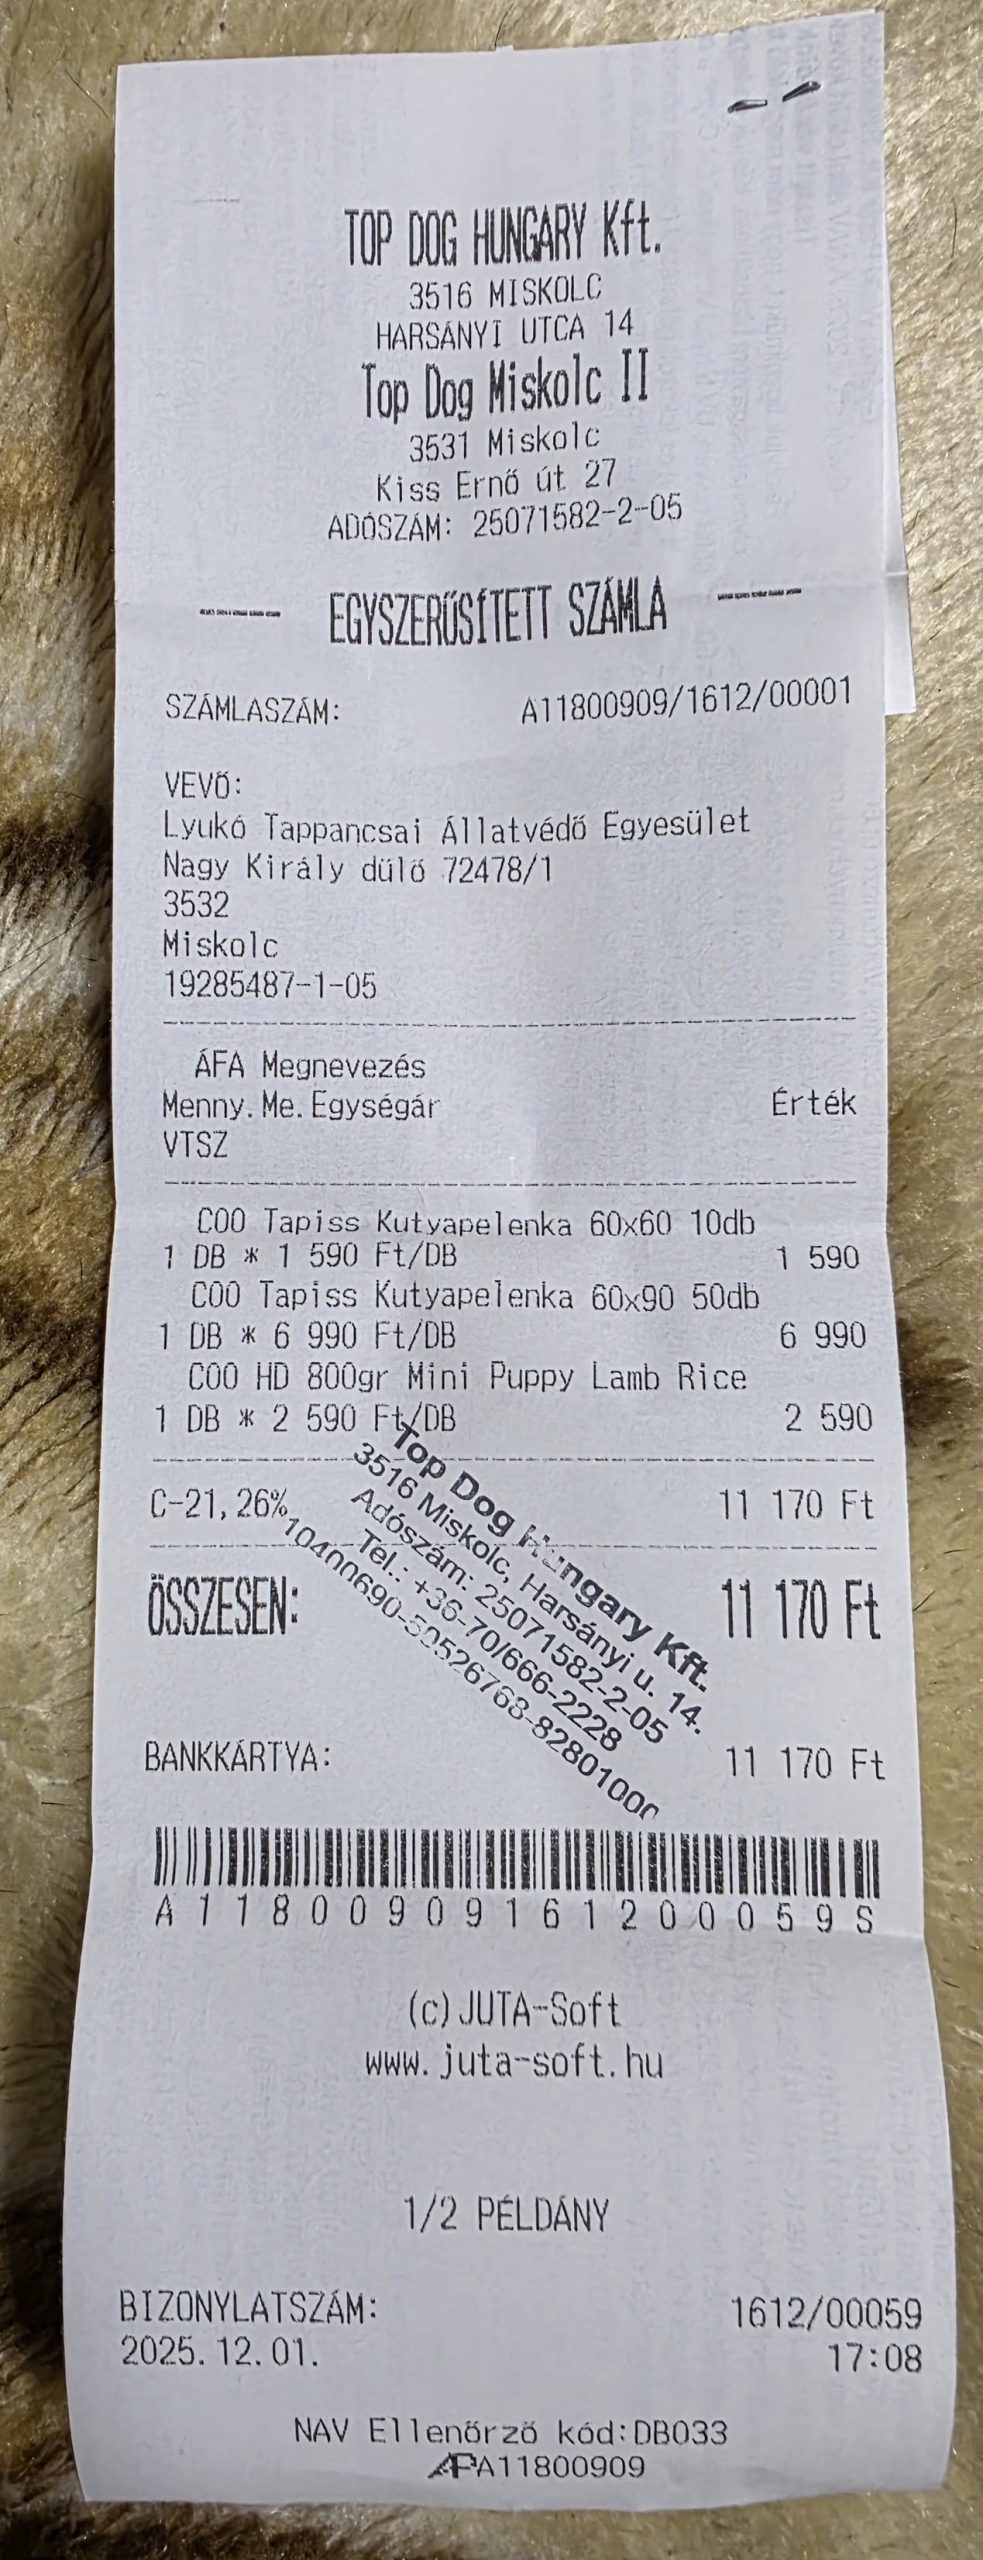 TOP DOG HUNGARY Kft.
3516 MISKOLC
HARSÁNYI UTCA 14
Top Dog Miskolc II
3531 Miskolc
Kiss Ernő út 27
ADÓSZÁM: 25071582-2-05
---- EGYSZERŰSÍTETT SZÁMLA ----
SZÁMLASZÁM: A11800909/1612/00001
VEVŐ:
Lyukó Tappancsai Állatvédő Egyesület
Nagy Király dűlő 72478/1
3532
Miskolc
19285487-1-05
ÁFA Megnevezés
Menny. Me. Egységár Érték
VTSZ
C00 Tapiss Kutyapelenka 60x60 10db
1 DB * 1 590 Ft/DB 1 590
C00 Tapiss Kutyapelenka 60x90 50db
1 DB * 6 990 Ft/DB 6 990
C00 HD 800gr Mini Puppy Lamb Rice
1 DB * 2 590 Ft/DB 2 590
C-21,26% 11 170 Ft
ÖSSZESEN: 11 170 Ft
Top Dog Hungary Kft.
3516 Miskolc, Harsányi u. 14.
Adószám: 25071582-2-05
Tel.: +36-70/666-2228
BANKKÁRTYA: 11 170 Ft
A11800909161200059S
(c) JUTA-Soft
www.juta-soft.hu
1/2 PÉLDÁNY
BIZONYLATSZÁM: 1612/00059
2025.12.01. 17:08
NAV Ellenőrző kód:DB033
APA11800909